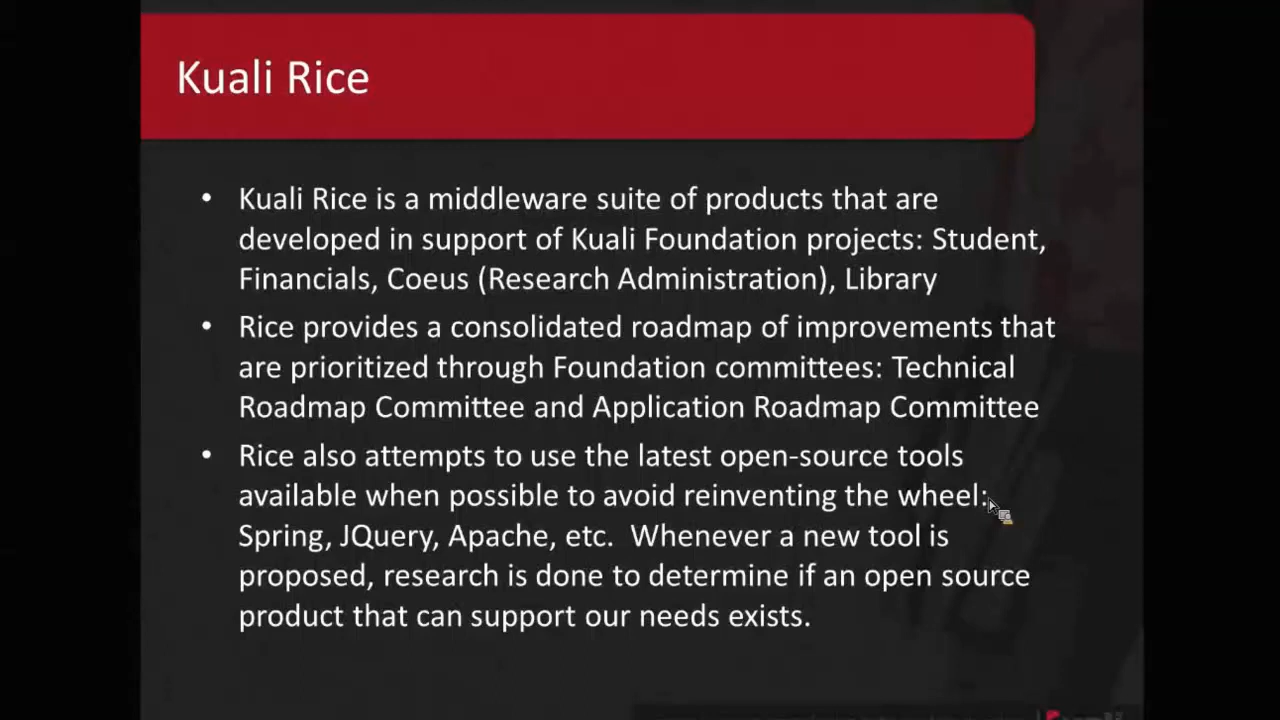 Kuali Rice
• Kuali Rice is a middleware suite of products that are
developed in support of Kuali Foundation projects: Student,
Financials, Coeus (Research Administration), Library
• Rice provides a consolidated roadmap of improvements that
are prioritized through Foundation committees: Technical
Roadmap Committee and Application Roadmap Committee
• Rice also attempts to use the latest open-source tools
available when possible to avoid reinventing the wheel:
Spring, JQuery, Apache, etc.  Whenever a new tool is
proposed, research is done to determine if an open source
product that can support our needs exists.